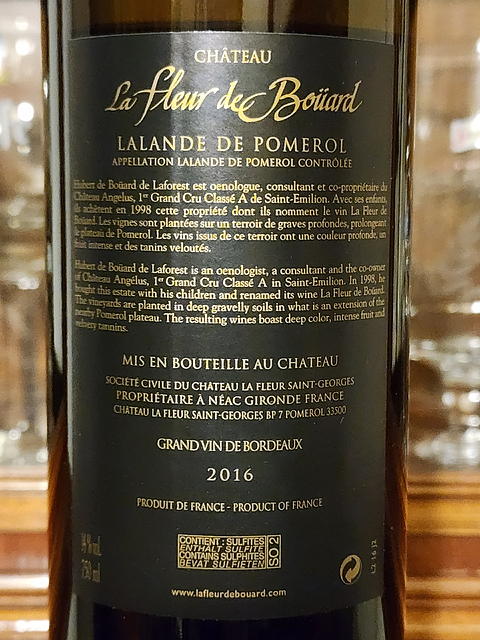 CHÂTEAU
La Fleur de Boüard
LALANDE DE POMEROL
APPELLATION LALANDE DE POMEROL CONTRÔLÉE
Hubert de Boüard de Laforest est oenologue, consultant et co-propriétaire du
Château Angelus, 1er Grand Cru Classé A de Saint-Emilion. Avec ses enfants,
ils achètent en 1998 cette propriété dont ils nomment le vin La Fleur de
Boüard. Les vignes sont plantées sur un terroir de graves profondes, prolongeant
le plateau de Pomerol. Les vins issus de ce terroir ont une couleur profonde, un
fruit intense et des tanins veloutés.
Hubert de Boüard de Laforest is an oenologist, a consultant and the co-owner
of Château Angélus, 1er Grand Cru Classé A in Saint-Emilion. In 1998, he
bought this estate with his children and renamed its wine La Fleur de Boüard.
The vineyards are planted in deep gravelly soils in what is an extension of the
nearby Pomerol plateau. The resulting wines boast deep color, intense fruit and
velvety tannins.
MIS EN BOUTEILLE AU CHATEAU
SOCIÉTÉ CIVILE DU CHATEAU LA FLEUR SAINT-GEORGES
PROPRIÉTAIRE À NÉAC GIRONDE FRANCE
CHATEAU LA FLEUR SAINT-GEORGES BP 7 POMEROL 33500
GRAND VIN DE BORDEAUX
2016
PRODUIT DE FRANCE - PRODUCT OF FRANCE
CONTIENT : SULFITES
ENTHÄLT SULFITE
CONTAINS SULPHITES
BEVAT SULFIETEN
SO2
750 ml
L2 16 J2
www.lafleurdebouard.com